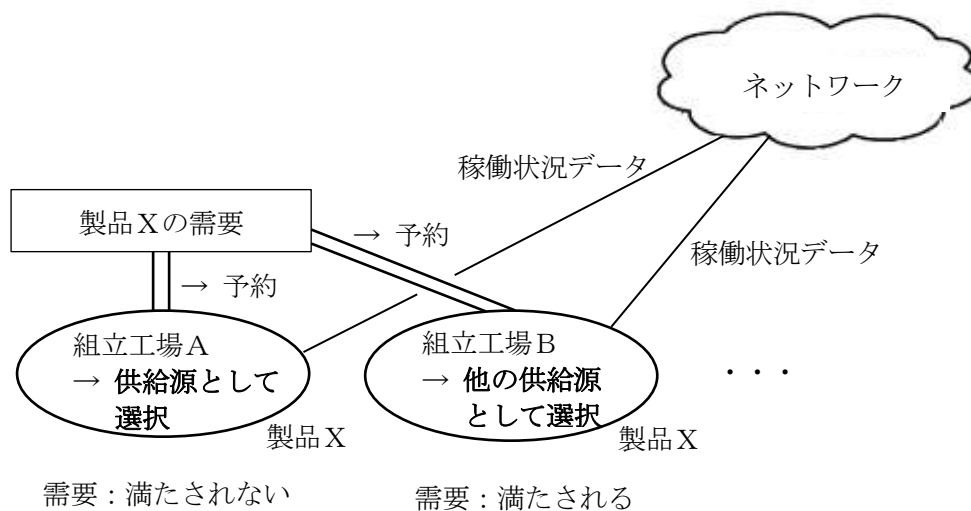 ネットワーク
稼働状況データ
製品Xの需要
→ 予約
稼働状況データ
→ 予約
組立工場A
→ 供給源として
選択
組立工場B
→ 他の供給源
として選択
・・・
製品X
製品X
需要：満たされない
需要：満たされる